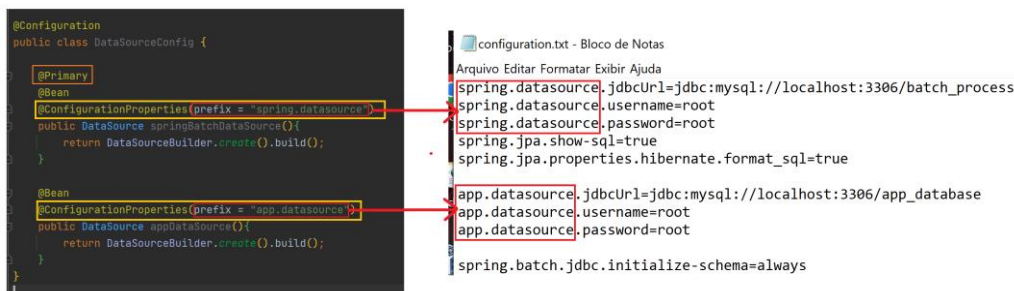 @Configuration
public class DataSourceConfig {
@Primary
@Bean
@ConfigurationProperties(prefix = "spring.datasource")
public DataSource springBatchDataSource(){
return DataSourceBuilder.create().build();
}
@Bean
@ConfigurationProperties(prefix = "app.datasource")
public DataSource appDataSource(){
return DataSourceBuilder.create().build();
}
}
configuration.txt - Bloco de Notas
Arquivo Editar Formatar Exibir Ajuda
spring.datasource.jdbcUrl=jdbc:mysql://localhost:3306/batch_process
spring.datasource.username=root
spring.datasource.password=root
spring.jpa.show-sql=true
spring.jpa.properties.hibernate.format_sql=true
app.datasource.jdbcUrl=jdbc:mysql://localhost:3306/app_database
app.datasource.username=root
app.datasource.password=root
spring.batch.jdbc.initialize-schema=always